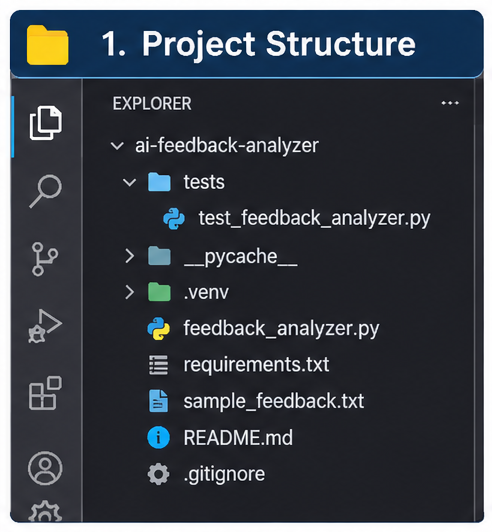 1. Project Structure
EXPLORER
ai-feedback-analyzer
tests
test_feedback_analyzer.py
__pycache__
.venv
feedback_analyzer.py
requirements.txt
sample_feedback.txt
README.md
.gitignore